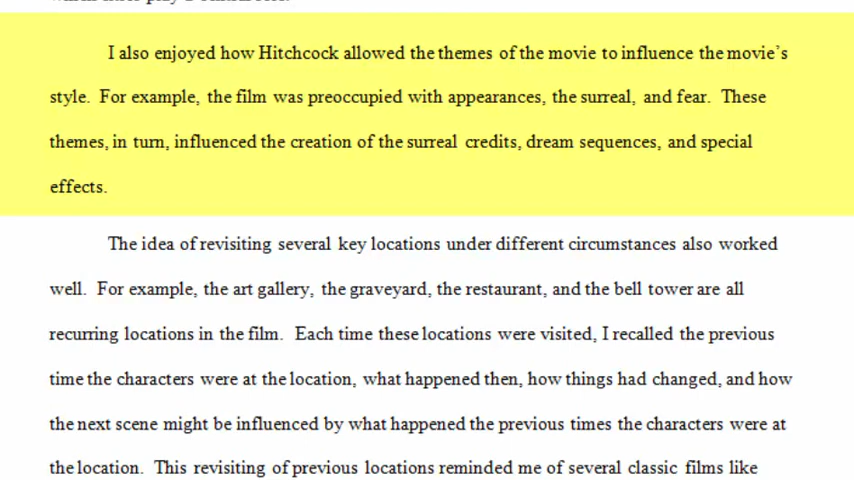 I also enjoyed how Hitchcock allowed the themes of the movie to influence the movie's
style.  For example, the film was preoccupied with appearances, the surreal, and fear.  These
themes, in turn, influenced the creation of the surreal credits, dream sequences, and special
effects.
The idea of revisiting several key locations under different circumstances also worked
well.  For example, the art gallery, the graveyard, the restaurant, and the bell tower are all
recurring locations in the film.  Each time these locations were visited, I recalled the previous
time the characters were at the location, what happened then, how things had changed, and how
the next scene might be influenced by what happened the previous times the characters were at
the location.  This revisiting of previous locations reminded me of several classic films like